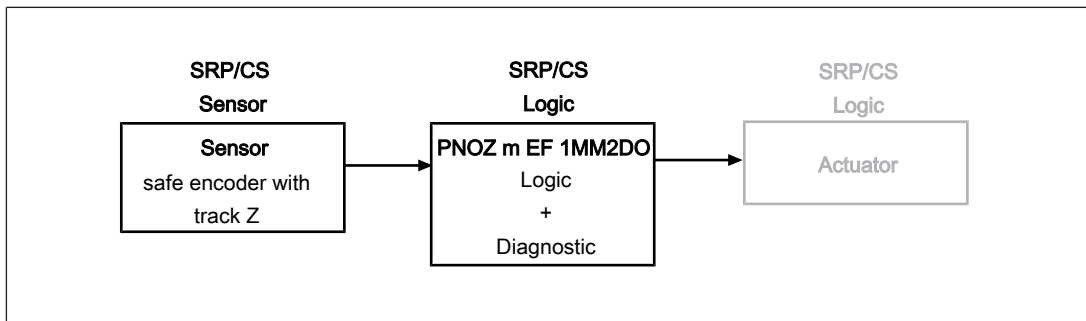 SRP/CS
Sensor
Sensor
safe encoder with
track Z
SRP/CS
Logic
PNOZ m EF 1MM2DO
Logic
+
Diagnostic
SRP/CS
Logic
Actuator